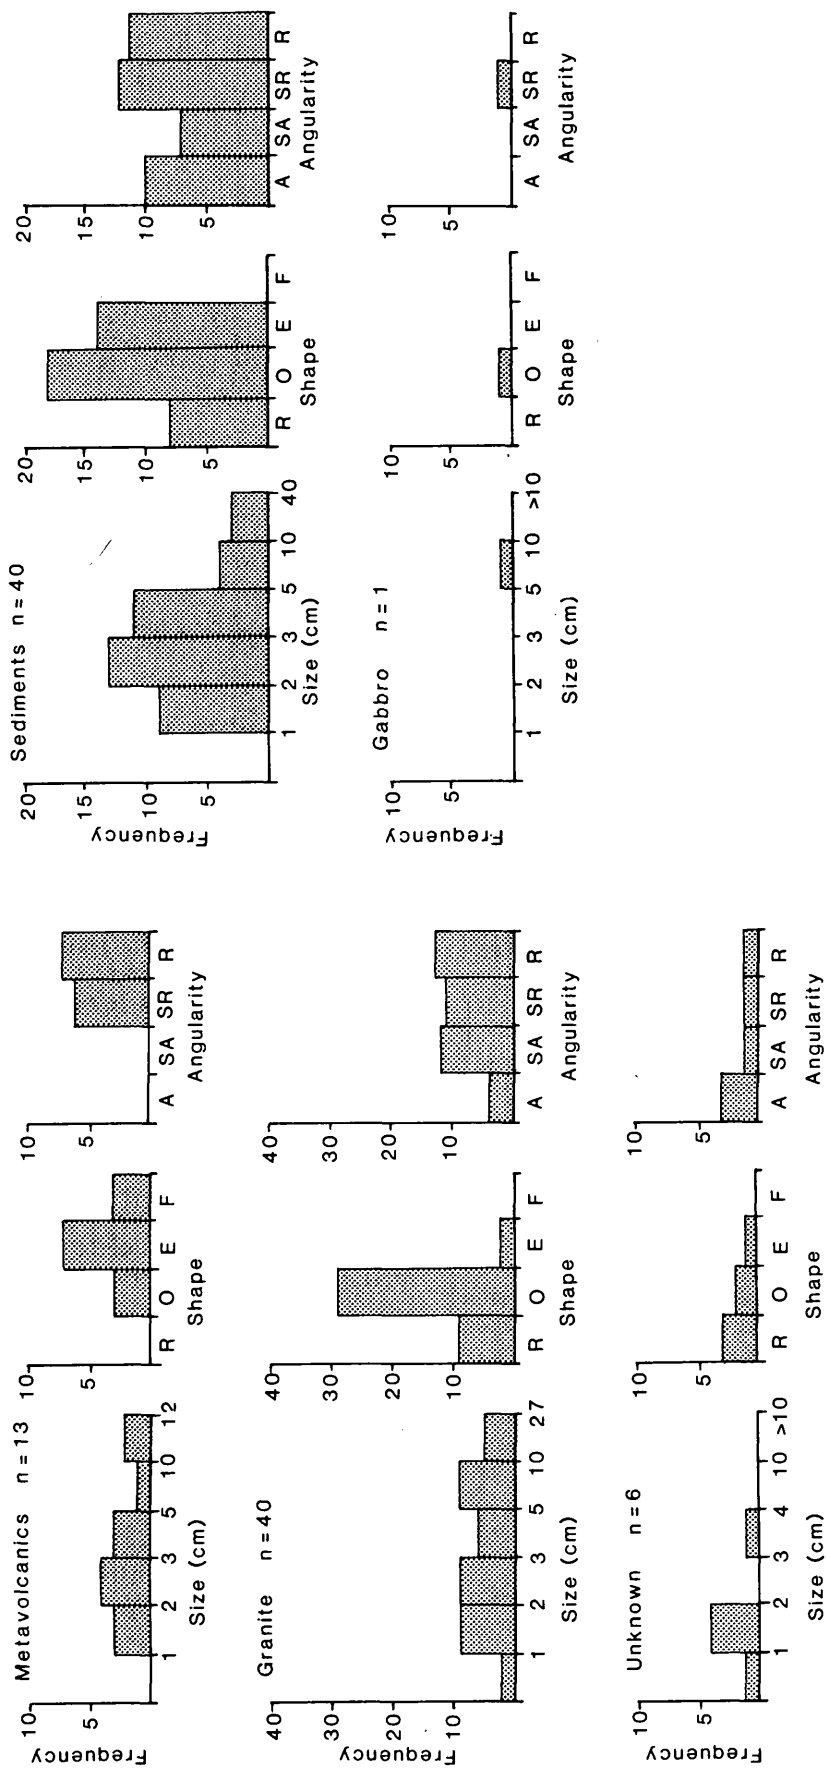 Metavolcanics n = 13
Frequency
10
5
1 2 3 5 10 12
Size (cm)
10
5
R O E F
Shape
10
5
A SA SR R
Angularity
Sediments n = 40
Frequency
20
15
10
5
1 2 3 5 10 40
Size (cm)
20
15
10
5
R O E F
Shape
20
15
10
5
A SA SR R
Angularity
Granite n = 40
Frequency
40
30
20
10
1 2 3 5 10 27
Size (cm)
40
30
20
10
R O E F
Shape
40
30
20
10
A SA SR R
Angularity
Gabbro n = 1
Frequency
10
5
1 2 3 5 10 >10
Size (cm)
10
5
R O E F
Shape
10
5
A SA SR R
Angularity
Unknown n = 6
Frequency
10
5
1 2 3 4 10 >10
Size (cm)
10
5
R O E F
Shape
10
5
A SA SR R
Angularity